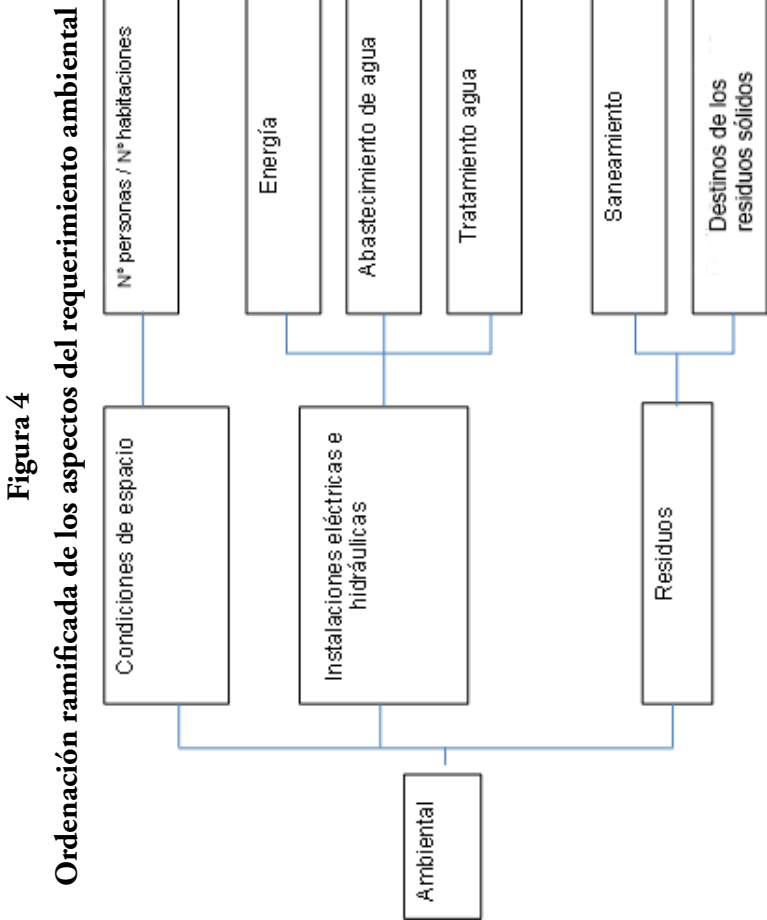 Figura 4
Ordenación ramificada de los aspectos del requerimiento ambiental
Ambiental
Condiciones de espacio
N° personas / N° habitaciones
Instalaciones eléctricas e
hidráulicas
Energía
Abastecimiento de agua
Tratamiento agua
Residuos
Saneamiento
Destinos de los
residuos sólidos